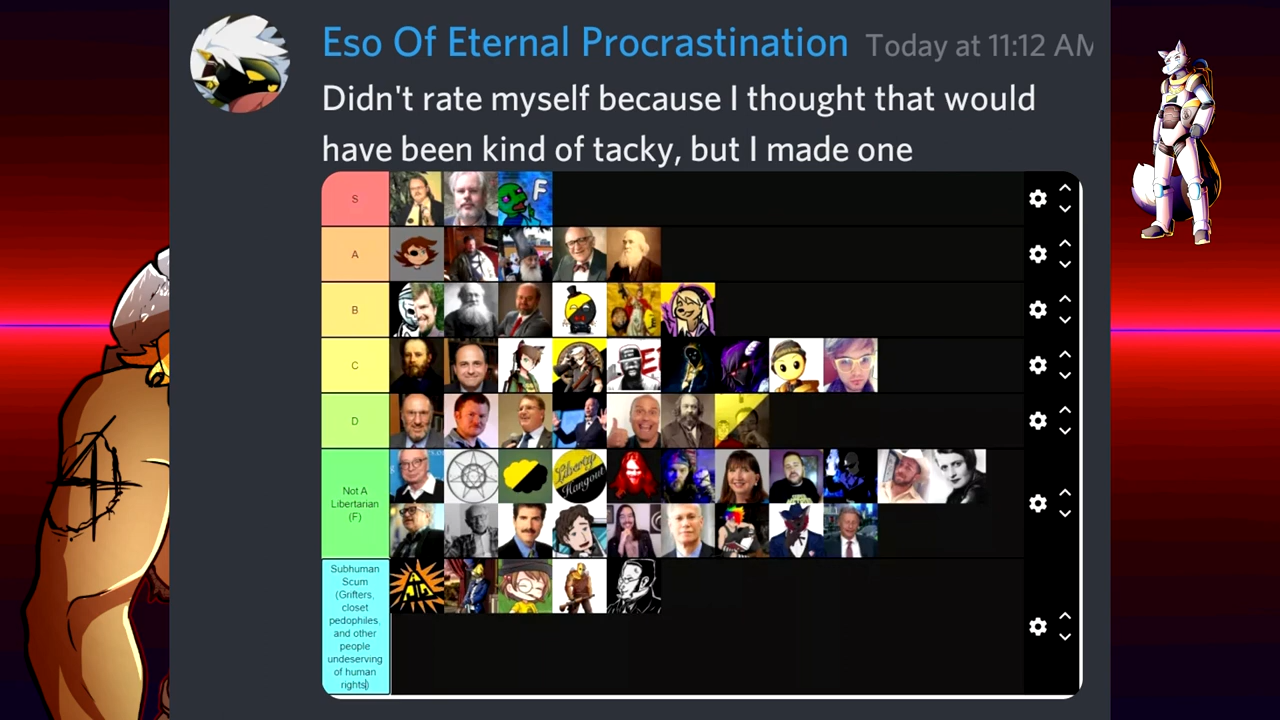 Eso Of Eternal Procrastination Today at 11:12 AM
Didn't rate myself because I thought that would
have been kind of tacky, but I made one
S
F
A
B
C
D
Not A
Libertarian
(F)
Liberty
Hangout
Subhuman
Scum
(Grifters,
closet
pedophiles,
and other
people
undeserving
of human
rights)